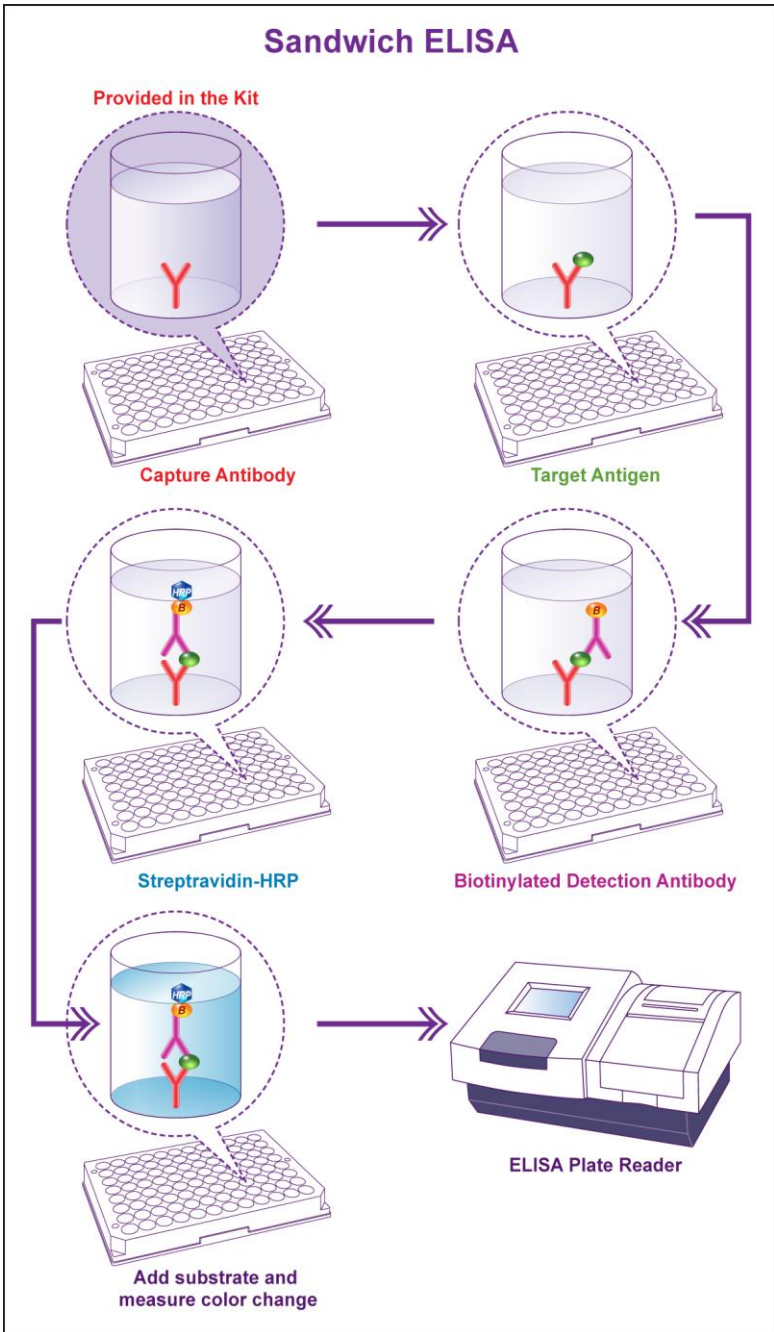 Sandwich ELISA
Provided in the Kit
Capture Antibody
Target Antigen
B
Biotinylated Detection Antibody
HRP
B
Streptravidin-HRP
HRP
B
Add substrate and
measure color change
ELISA Plate Reader